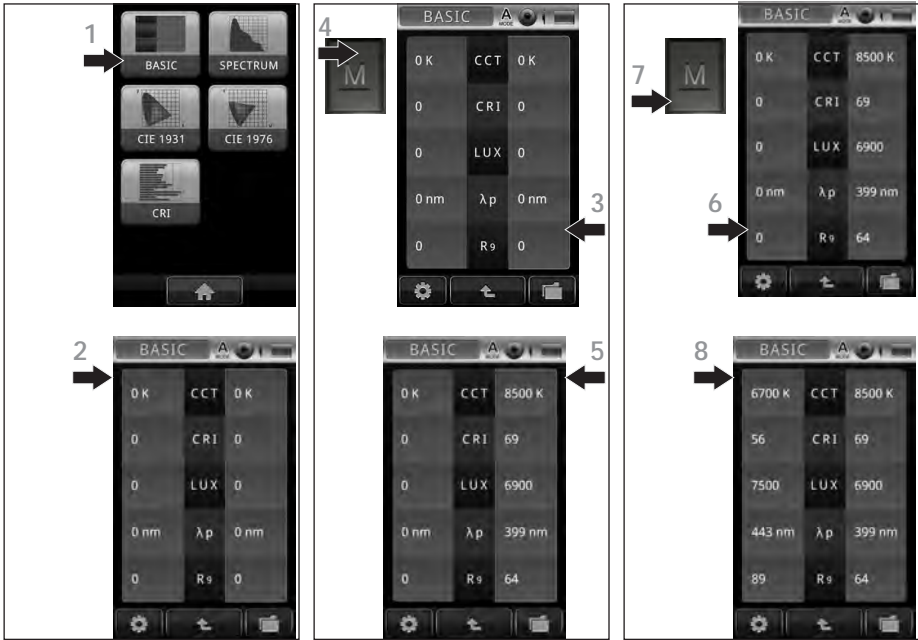 1
BASIC SPECTRUM
CIE 1931 CIE 1976
CRI
2
BASIC A MODE
0 K CCT 0 K
0 CRI 0
0 LUX 0
0 nm λp 0 nm
0 R9 0
4
M
BASIC A MODE
0 K CCT 0 K
0 CRI 0
0 LUX 0
0 nm λp 0 nm
3
0 R9 0
5
BASIC A MODE
0 K CCT 8500 K
0 CRI 69
0 LUX 6900
0 nm λp 399 nm
0 R9 64
7
M
BASIC A MODE
0 K CCT 8500 K
0 CRI 69
0 LUX 6900
0 nm λp 399 nm
6
0 R9 64
8
BASIC A MODE
6700 K CCT 8500 K
56 CRI 69
7500 LUX 6900
443 nm λp 399 nm
89 R9 64